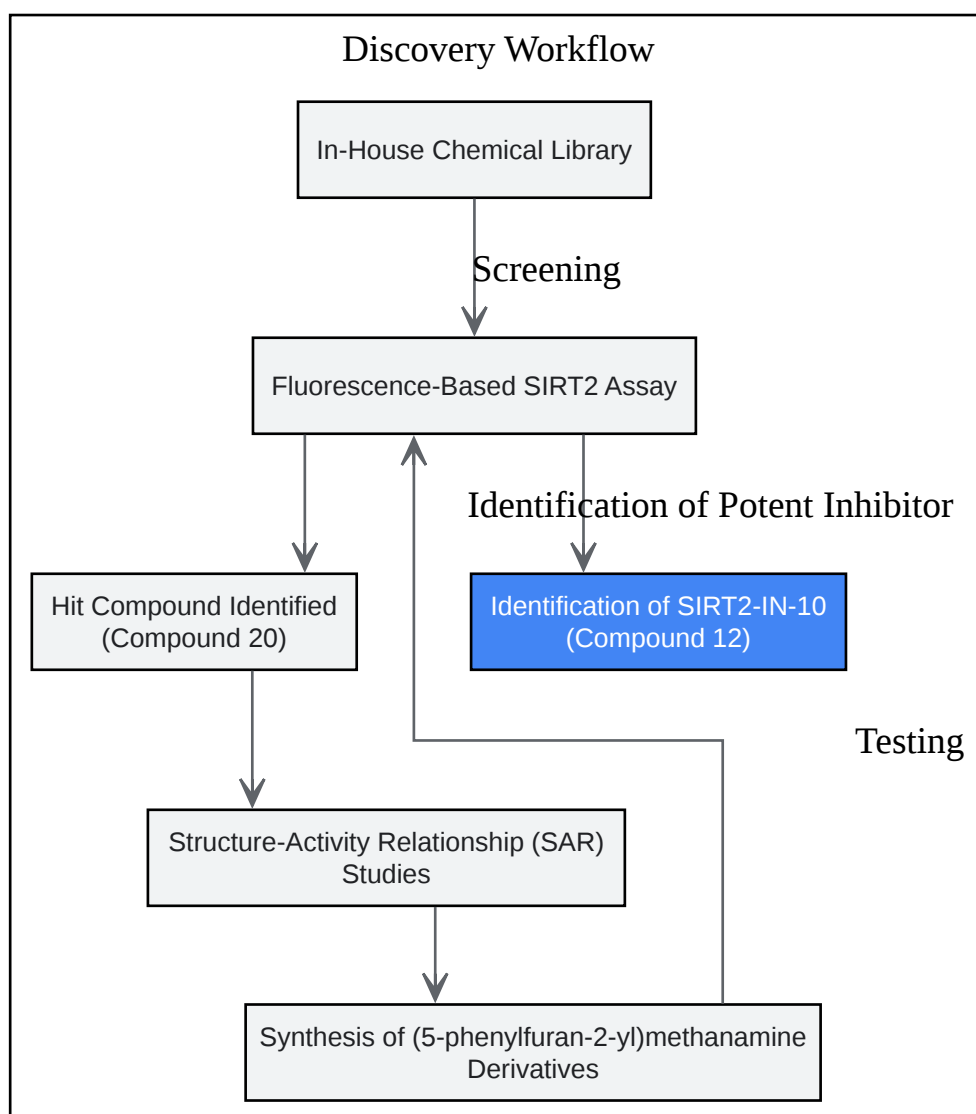 Discovery Workflow
In-House Chemical Library
Screening
Fluorescence-Based SIRT2 Assay
Identification of Potent Inhibitor
Hit Compound Identified
(Compound 20)
Identification of SIRT2-IN-10
(Compound 12)
Testing
Structure-Activity Relationship (SAR)
Studies
Synthesis of (5-phenylfuran-2-yl)methanamine
Derivatives